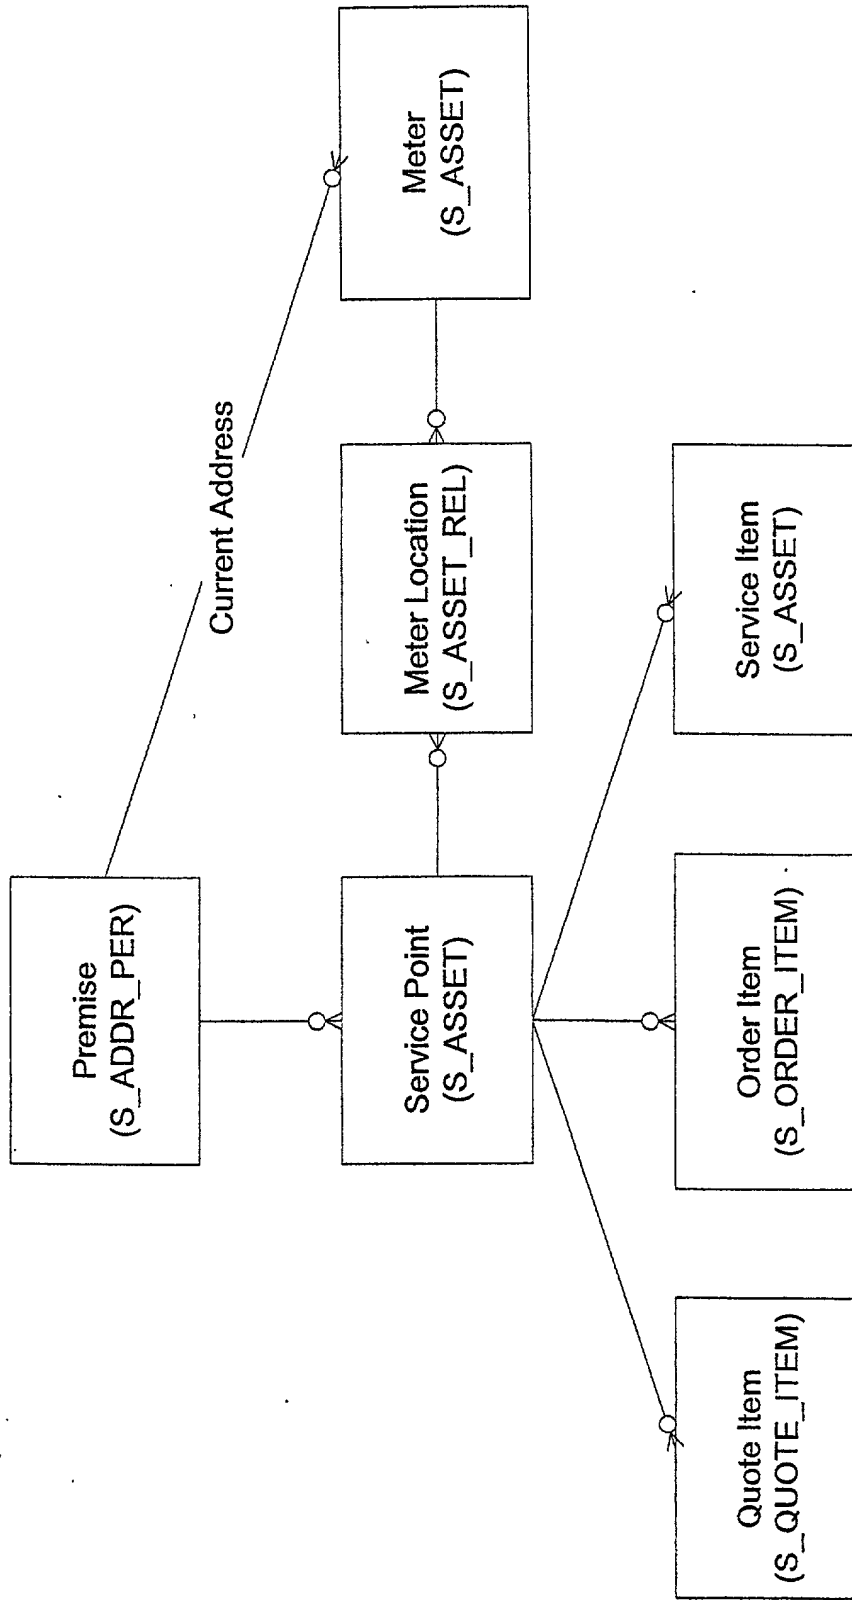 Premise
(S_ADDR_PER)
Current Address
Service Point
(S_ASSET)
Meter Location
(S_ASSET_REL)
Meter
(S_ASSET)
Quote Item
(S_QUOTE_ITEM)
Order Item
(S_ORDER_ITEM)
Service Item
(S_ASSET)